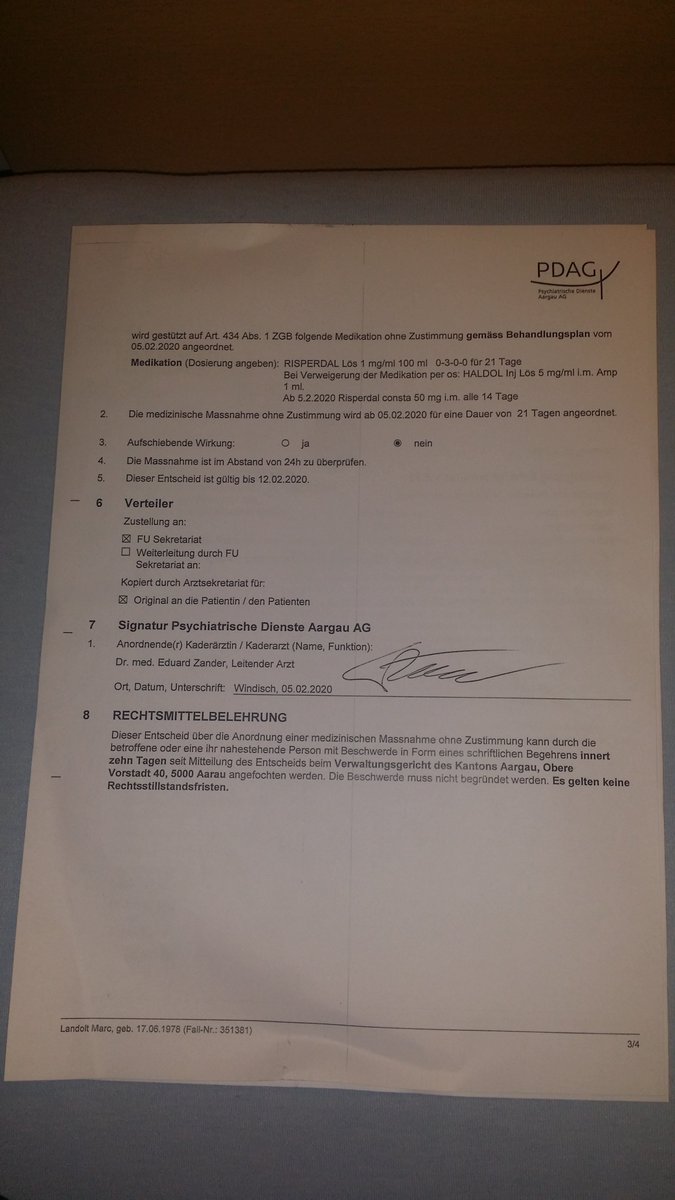 PDAG
Psychiatrische Dienste
Aargau AG
wird gestützt auf Art. 434 Abs. 1 ZGB folgende Medikation ohne Zustimmung gemäss Behandlungsplan vom
05.02.2020 angeordnet.
Medikation (Dosierung angeben): RISPERDAL Lös 1 mg/ml 100 ml 0-3-0-0 für 21 Tage
Bei Verweigerung der Medikation per os: HALDOL Inj Lös 5 mg/ml i.m. Amp
1 ml.
Ab 5.2.2020 Risperdal consta 50 mg i.m. alle 14 Tage
2. Die medizinische Massnahme ohne Zustimmung wird ab 05.02.2020 für eine Dauer von 21 Tagen angeordnet.
3. Aufschiebende Wirkung: ja nein
4. Die Massnahme ist im Abstand von 24h zu überprüfen.
5. Dieser Entscheid ist gültig bis 12.02.2020.
6 Verteiler
Zustellung an:
FU Sekretariat
Weiterleitung durch FU
Sekretariat an:
Kopiert durch Arztsekretariat für:
Original an die Patientin / den Patienten
7 Signatur Psychiatrische Dienste Aargau AG
1. Anordnende(r) Kaderärztin / Kaderarzt (Name, Funktion):
Dr. med. Eduard Zander, Leitender Arzt
Ort, Datum, Unterschrift: Windisch, 05.02.2020
8 RECHTSMITTELBELEHRUNG
Dieser Entscheid über die Anordnung einer medizinischen Massnahme ohne Zustimmung kann durch die
betroffene oder eine ihr nahestehende Person mit Beschwerde in Form eines schriftlichen Begehrens innert
zehn Tagen seit Mitteilung des Entscheids beim Verwaltungsgericht des Kantons Aargau, Obere
Vorstadt 40, 5000 Aarau angefochten werden. Die Beschwerde muss nicht begründet werden. Es gelten keine
Rechtsstillstandsfristen.
Landolt Marc, geb. 17.06.1978 (Fall-Nr.: 351381)
3/4